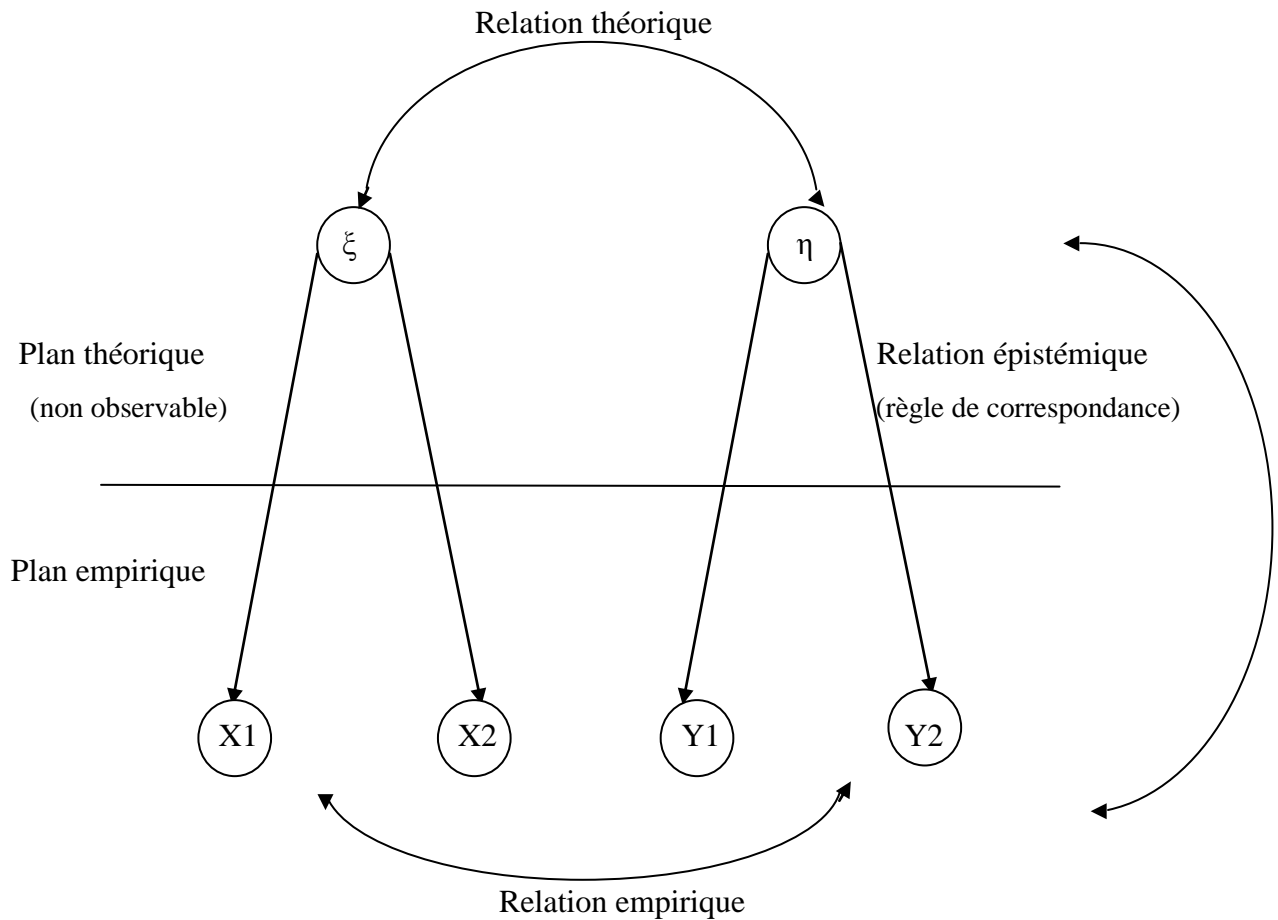 Relation théorique
ξ
η
Plan théorique
(non observable)
Relation épistémique
(règle de correspondance)
Plan empirique
X1
X2
Y1
Y2
Relation empirique